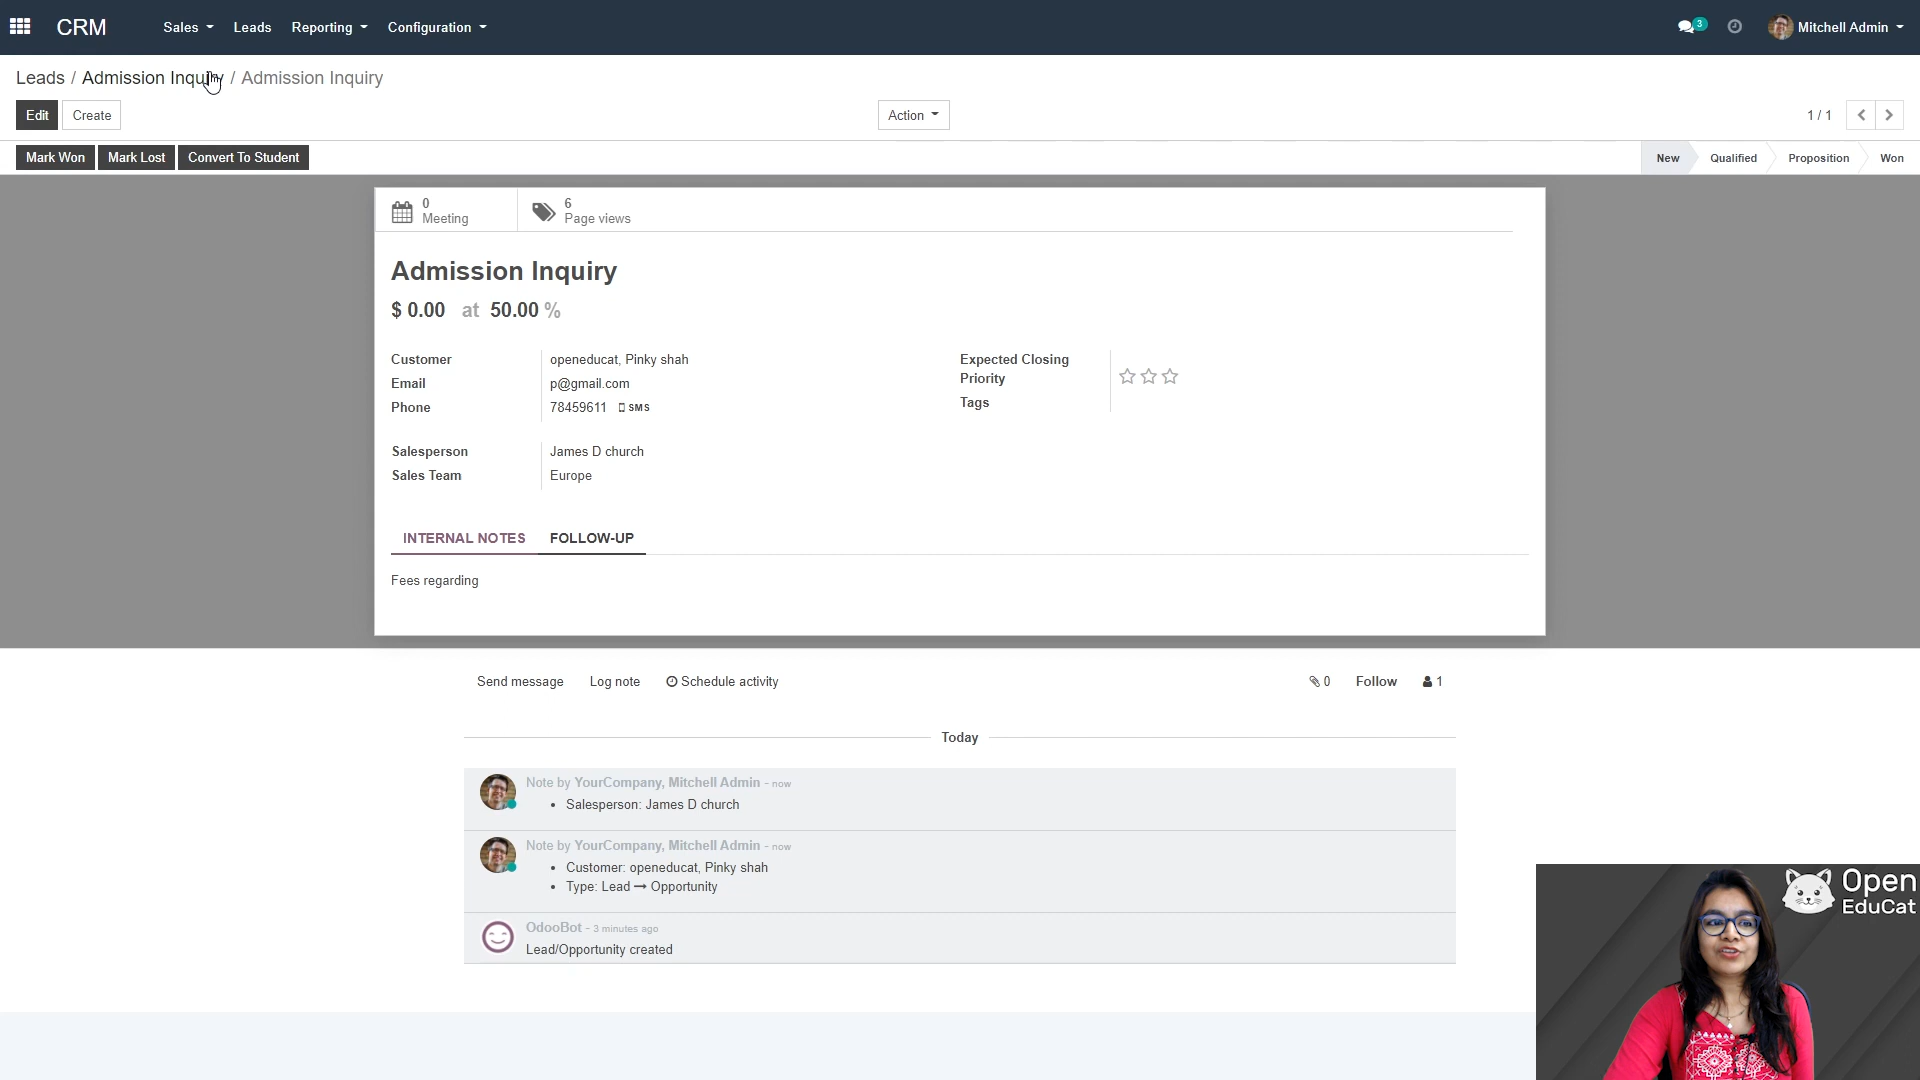 CRM Sales Leads Reporting Configuration 3 Mitchell Admin
Leads / Admission Inquiry / Admission Inquiry
Edit Create Action 1 / 1
Mark Won Mark Lost Convert To Student New Qualified Proposition Won
0 Meeting
6 Page views
Admission Inquiry
$ 0.00 at 50.00 %
Customer openeducat, Pinky shah
Email p@gmail.com
Phone 78459611 SMS
Expected Closing
Priority
Tags
Salesperson James D church
Sales Team Europe
INTERNAL NOTES FOLLOW-UP
Fees regarding
Send message Log note Schedule activity 0 Follow 1
Today
Note by YourCompany, Mitchell Admin - now
• Salesperson: James D church
Note by YourCompany, Mitchell Admin - now
• Customer: openeducat, Pinky shah
• Type: Lead → Opportunity
OdooBot - 3 minutes ago
Lead/Opportunity created
Open
EduCat